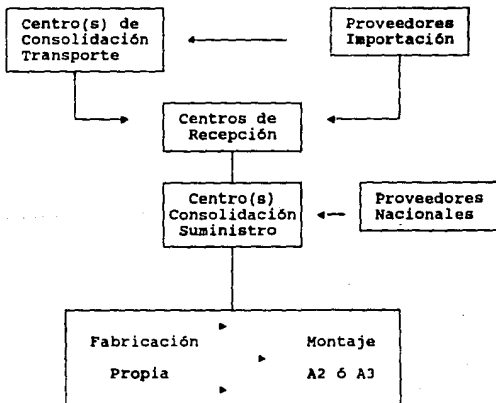 Centro(s) de
Consolidación
Transporte
Proveedores
Importación
Centros de
Recepción
Centro(s)
Consolidación
Suministro
Proveedores
Nacionales
Fabricación
Montaje
Propia
A2 ó A3